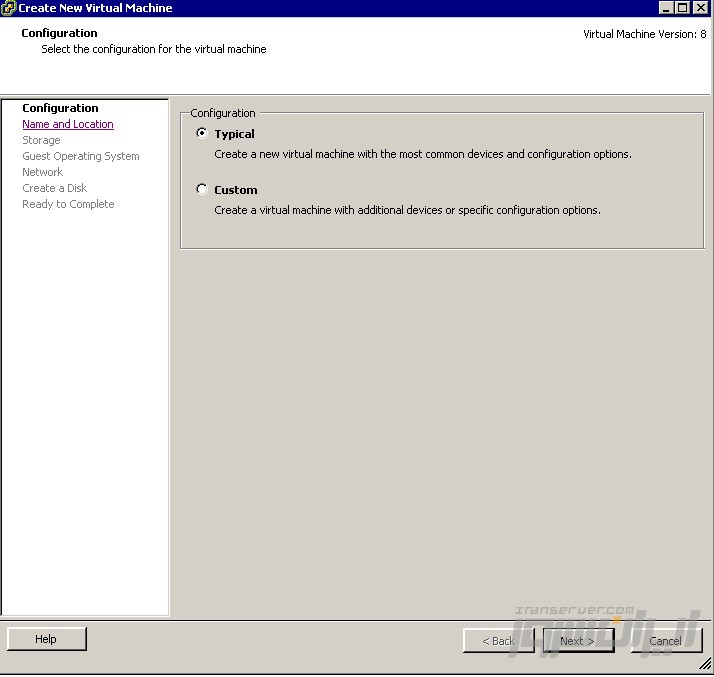 Create New Virtual Machine
Configuration
Virtual Machine Version: 8
Select the configuration for the virtual machine
Configuration
Name and Location
Storage
Guest Operating System
Network
Create a Disk
Ready to Complete
Configuration
Typical
Create a new virtual machine with the most common devices and configuration options.
Custom
Create a virtual machine with additional devices or specific configuration options.
iranserver.com
ایران سرور
Help
< Back
Next >
Cancel